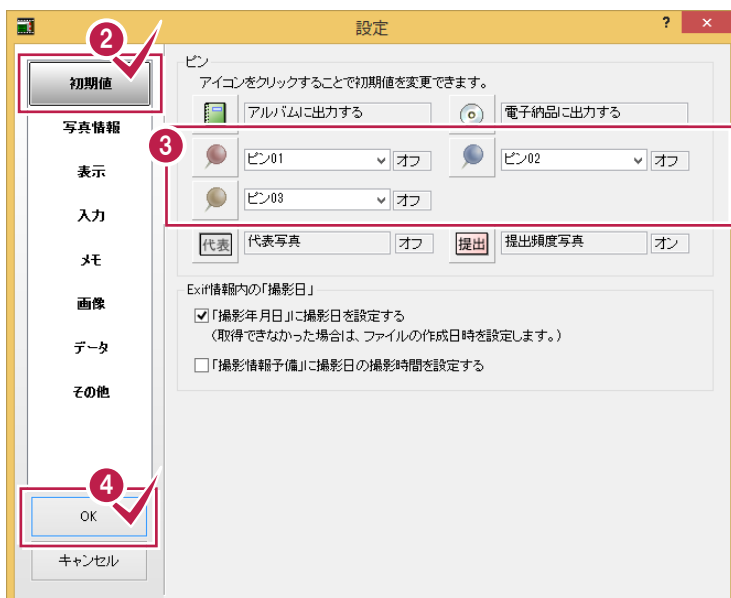 設定
?
×
2
初期値
写真情報
表示
入力
メモ
画像
データ
その他
4
OK
キャンセル
ピン
アイコンをクリックすることで初期値を変更できます。
アルバムに出力する
電子納品に出力する
3
ピン01
オフ
ピン02
オフ
ピン03
オフ
代表
代表写真
オフ
提出
提出頻度写真
オン
Exif情報内の「撮影日」
「撮影年月日」に撮影日を設定する
（取得できなかった場合は、ファイルの作成日時を設定します。）
「撮影情報予備」に撮影日の撮影時間を設定する